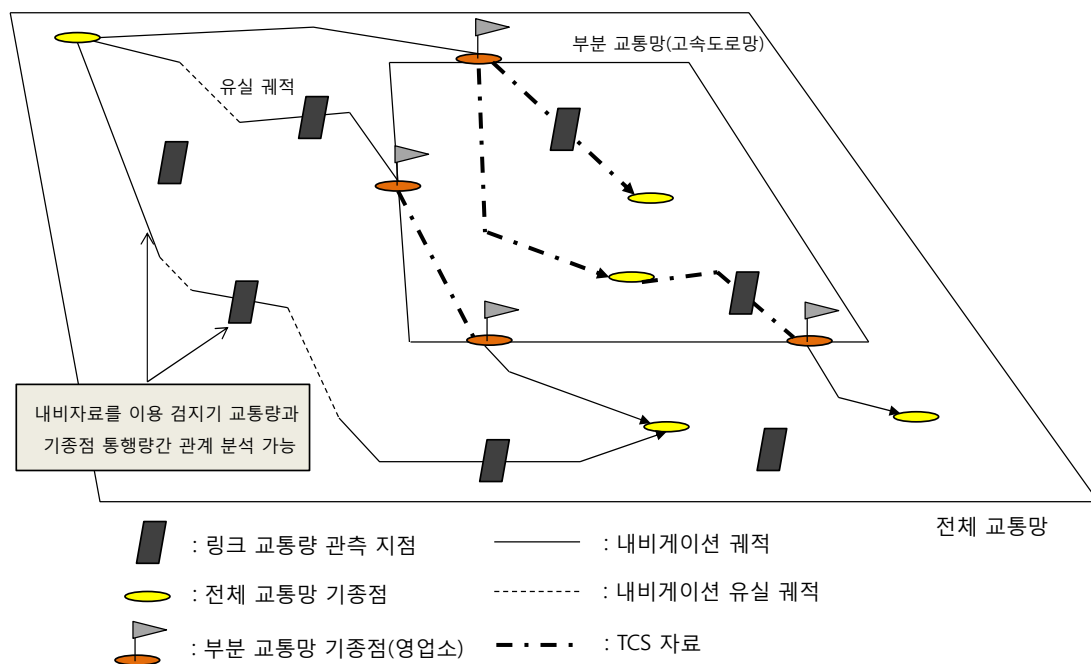 부분 교통망(고속도로망)
유실 궤적
내비자료를 이용 검지기 교통량과
기종점 통행량간 관계 분석 가능
전체 교통망
: 링크 교통량 관측 지점
: 내비게이션 궤적
: 전체 교통망 기종점
: 내비게이션 유실 궤적
: 부분 교통망 기종점(영업소)
: TCS 자료